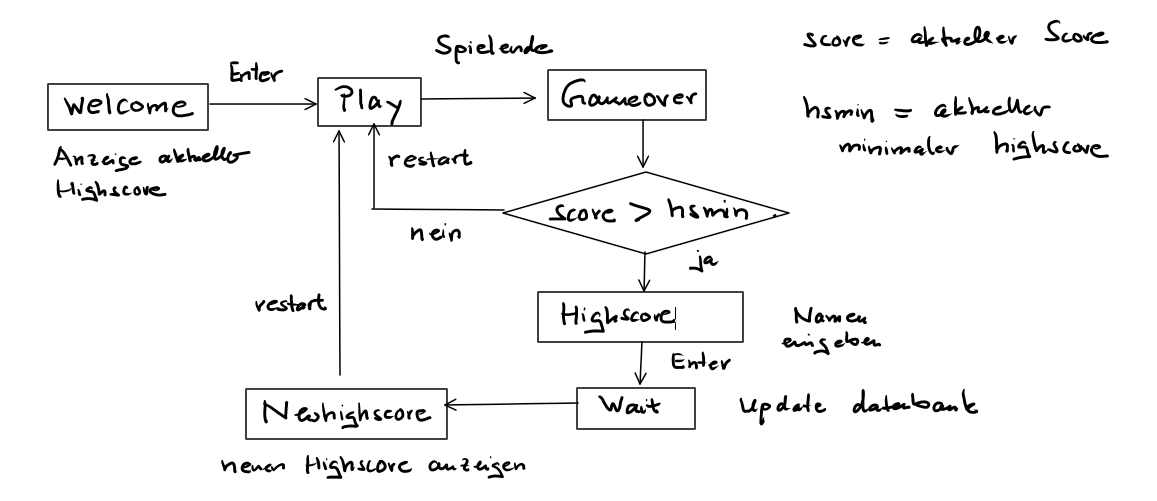 score = aktueller Score
Spielende
Enter
Welcome
Play
Gameover
hsmin = aktueller
minimaler highscore
Anzeige aktueller
Highscore
restart
score > hsmin
nein
ja
restart
Highscore
Namen
eingeben
Enter
Newhighscore
Wait
Update datenbank
neuen Highscore anzeigen